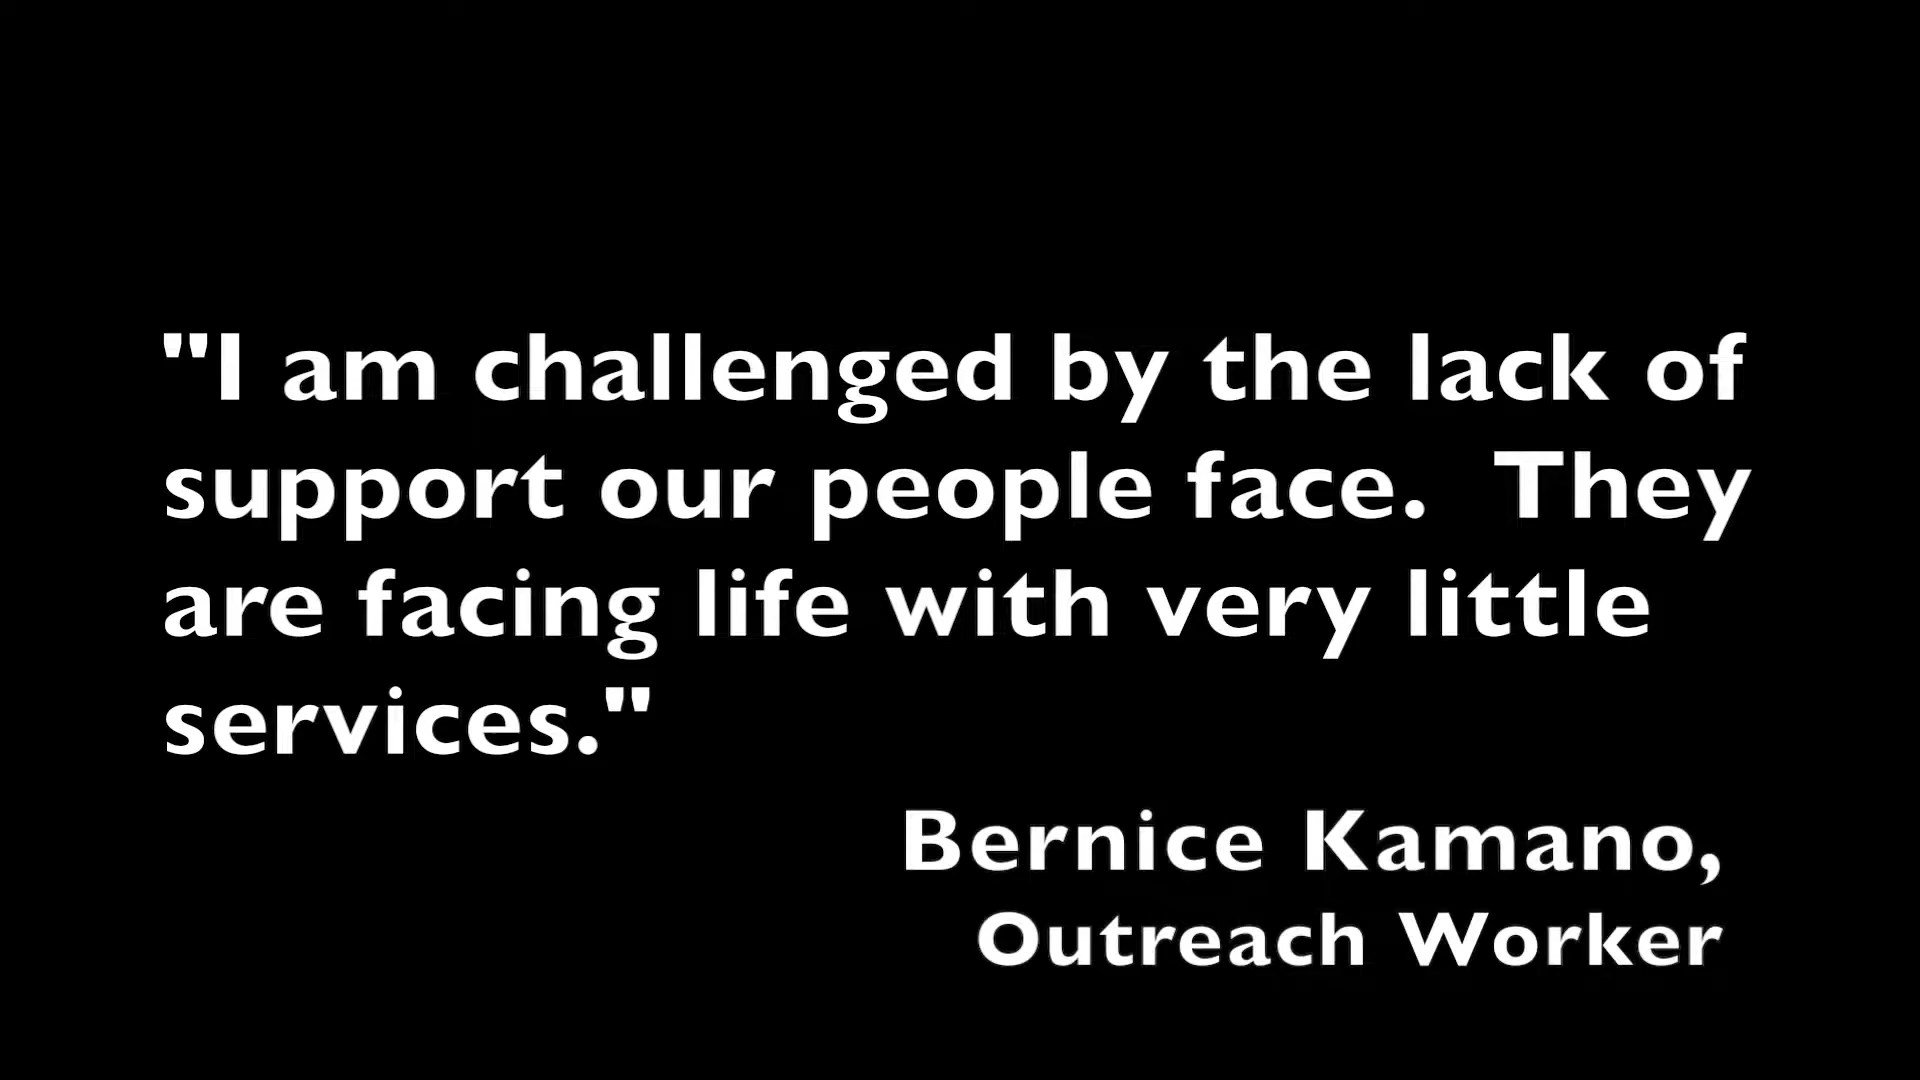 "I am challenged by the lack of
support our people face.  They
are facing life with very little
services."
Bernice Kamano,
Outreach Worker